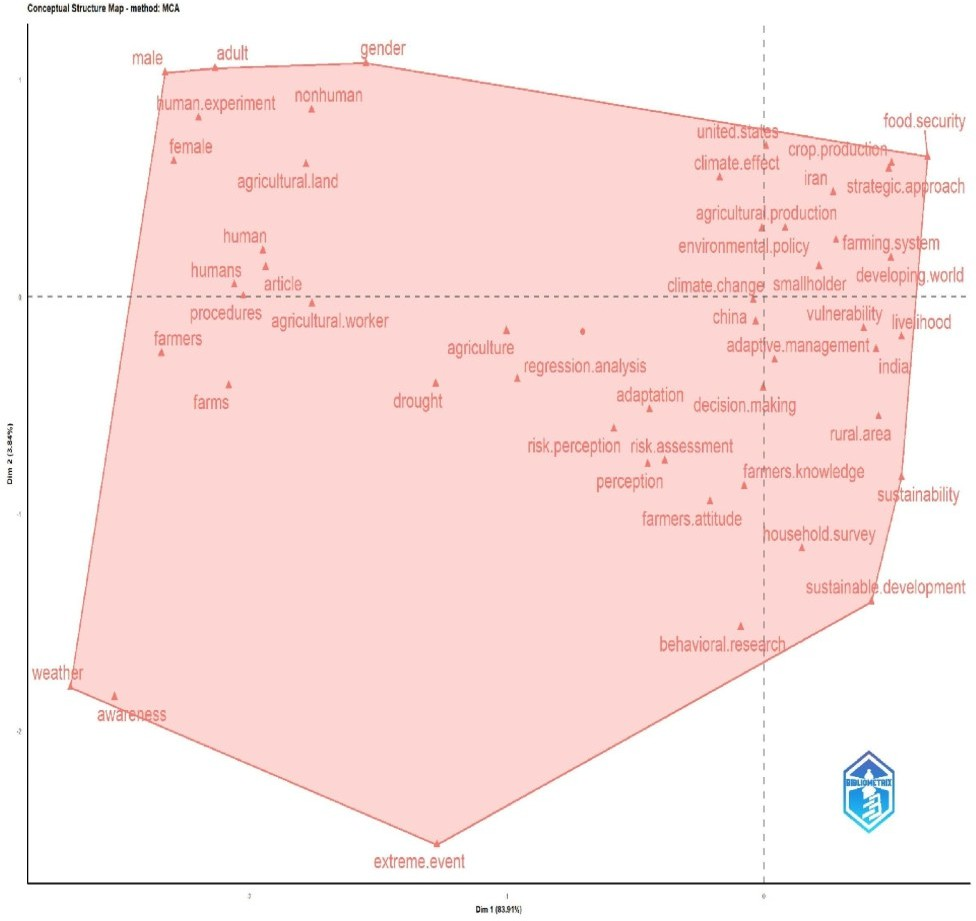 Conceptual Structure Map - method: MCA
male
adult
gender
human.experiment
nonhuman
female
agricultural.land
united.states
food.security
climate.effect
crop.production
iran
strategic.approach
agricultural.production
human
environmental.policy
farming.system
humans
article
climate.change
smallholder
developing.world
procedures
agricultural.worker
china
vulnerability
livelihood
farmers
agriculture
adaptive.management
regression.analysis
india
farms
drought
adaptation
decision.making
risk.perception
risk.assessment
rural.area
perception
farmers.knowledge
farmers.attitude
sustainability
household.survey
sustainable.development
behavioral.research
weather
awareness
extreme.event
BIBLIOMETRIX
1
0
-1
-2
Dim 2 (3.84%)
1
0
Dim 1 (83.91%)